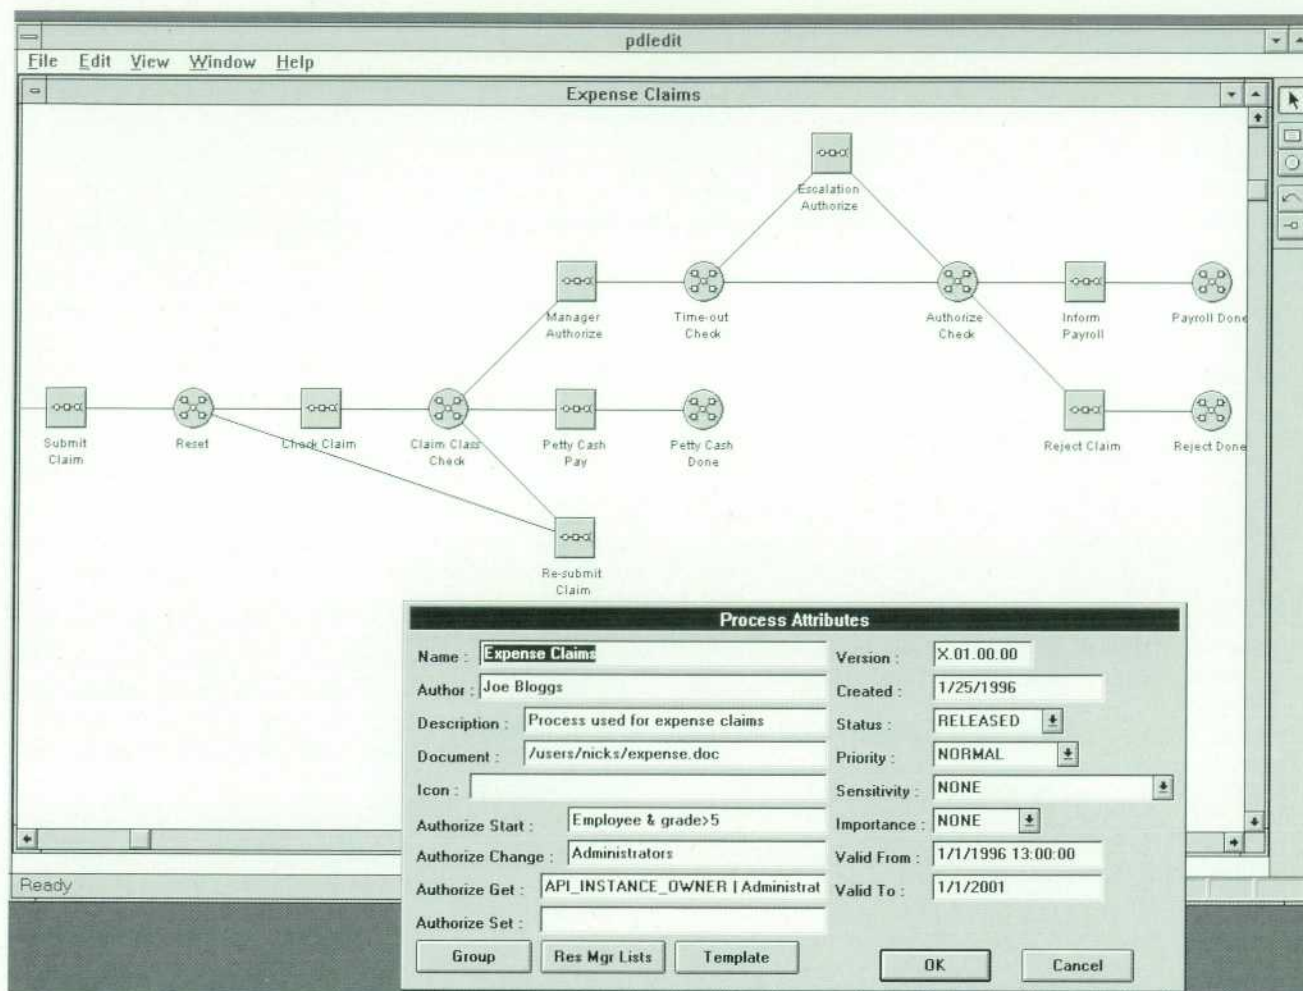 pdledit
File Edit View Window Help
Expense Claims
Escalation
Authorize
Manager
Authorize
Time-out
Check
Authorize
Check
Inform
Payroll
Payroll Done
Submit
Claim
Reset
Check Claim
Claim Class
Check
Petty Cash
Pay
Petty Cash
Done
Reject Claim
Reject Done
Re-submit
Claim
Process Attributes
Name : Expense Claims
Version : X.01.00.00
Author : Joe Bloggs
Created : 1/25/1996
Description : Process used for expense claims
Status : RELEASED
Document : /users/nicks/expense.doc
Priority : NORMAL
Icon :
Sensitivity : NONE
Authorize Start : Employee & grade>5
Importance : NONE
Authorize Change : Administrators
Valid From : 1/1/1996 13:00:00
Authorize Get : API_INSTANCE_OWNER | Administrat
Valid To : 1/1/2001
Authorize Set :
Group Res Mgr Lists Template OK Cancel
Ready